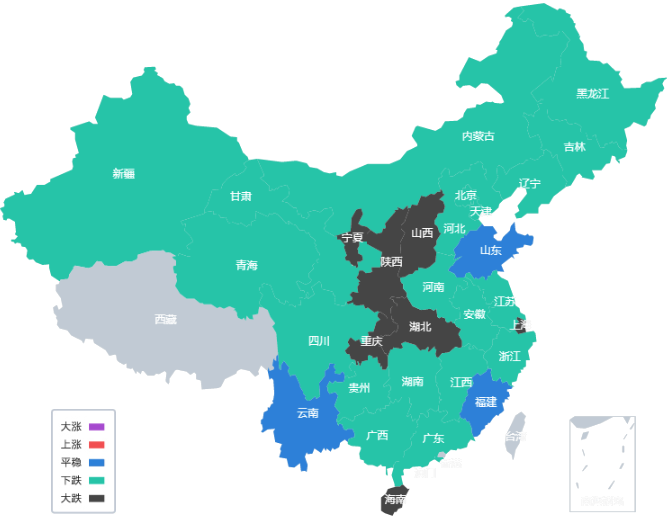 黑龙江
内蒙古
吉林
新疆
辽宁
甘肃
北京
天津
河北
山西
宁夏
山东
陕西
青海
河南
江苏
安徽
西藏
上海
湖北
四川
重庆
浙江
湖南
江西
贵州
福建
云南
广西
广东
台湾
海南
大涨
上涨
平稳
下跌
大跌